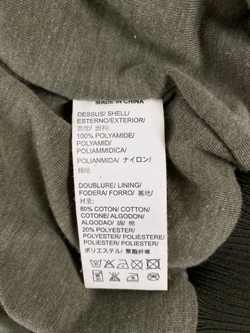 MADE IN CHINA
DESSUS/ SHELL/
ESTERNO/EXTERIOR/
表地/ 面料:
100% POLYAMIDE/
POLYAMID/
POLIAMMIDICA/
POLIANMIDA/ ナイロン/
锦纶
DOUBLURE/ LINING/
FODERA/ FORRO/ 裏地/
衬里:
80% COTON/ COTTON/
COTONE/ ALGODON/
ALGODAO/ 綿/ 棉
20% POLYESTER/
POLYESTER/ POLIESTERE/
POLIESTER/ POLIESTER/
ポリエステル/ 聚酯纤维